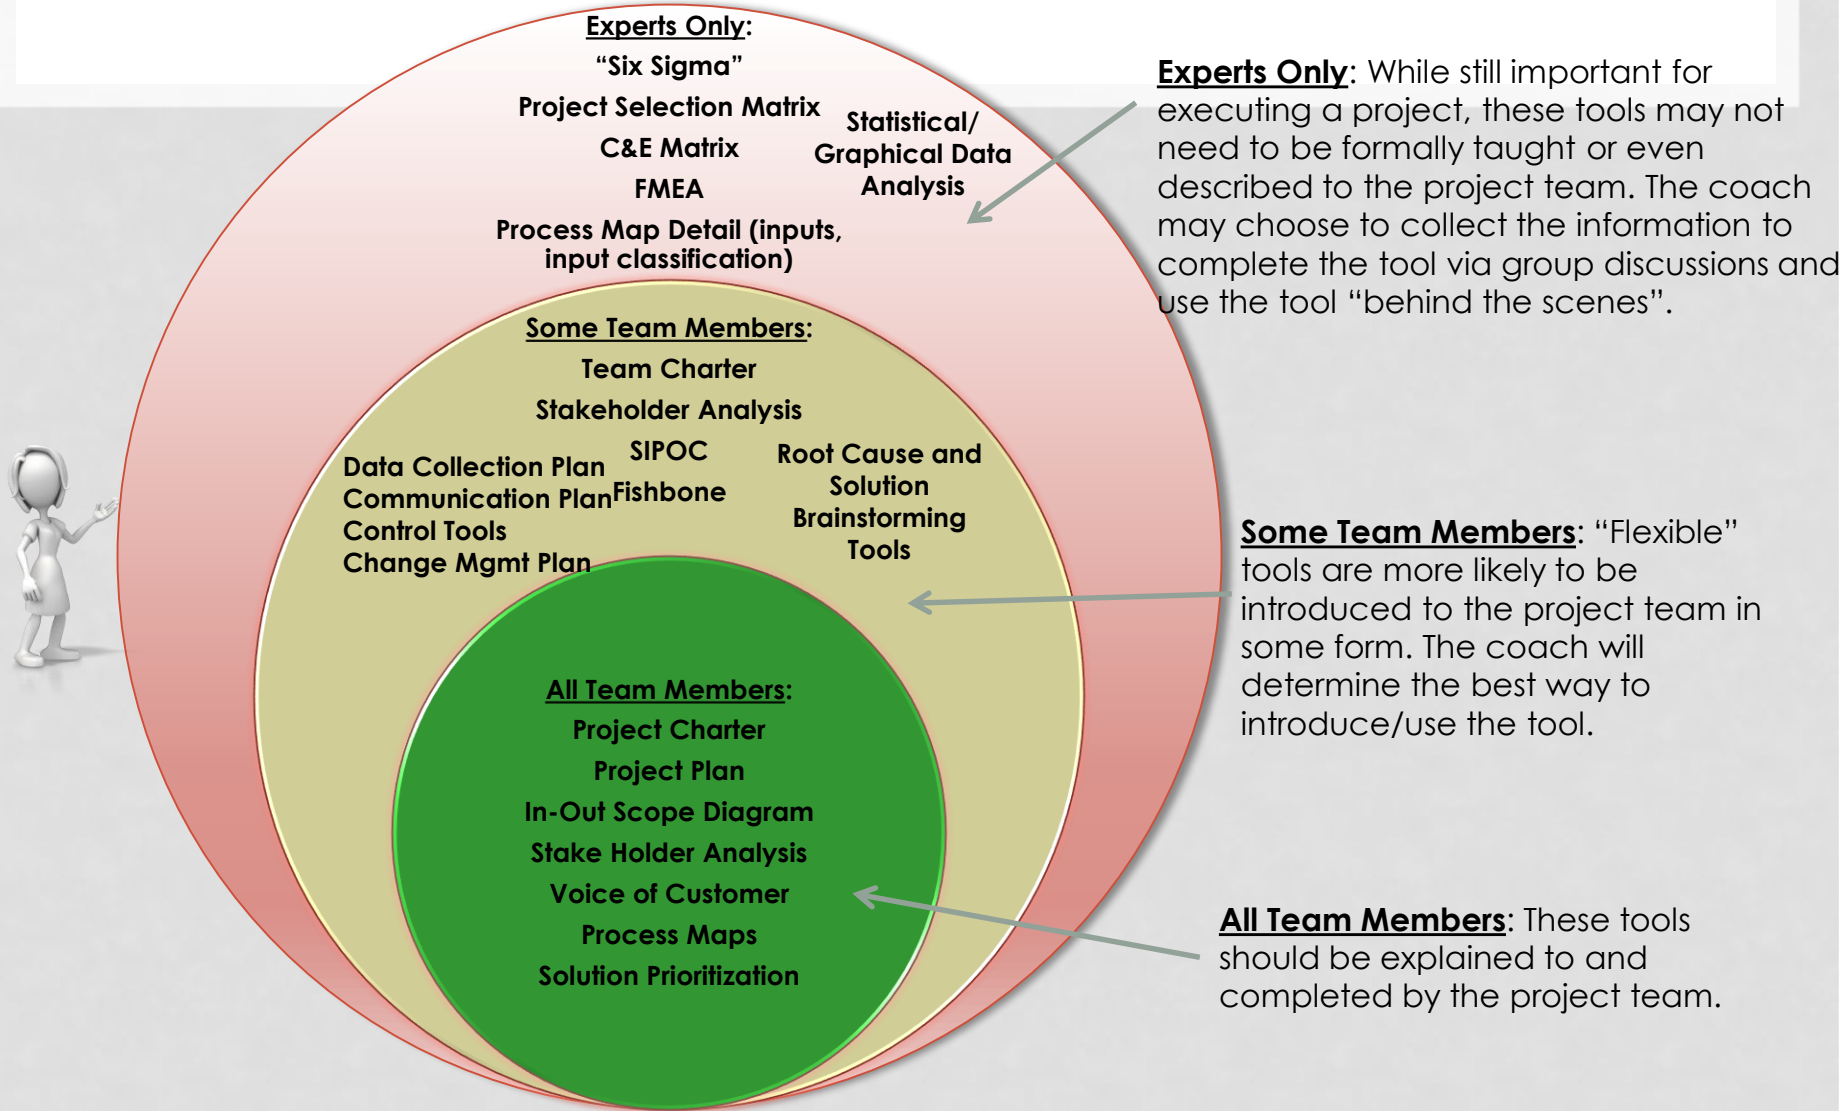 Experts Only:
“Six Sigma”
Project Selection Matrix
C&E Matrix
FMEA
Process Map Detail (inputs,
input classification)
Statistical/
Graphical Data
Analysis
Experts Only: While still important for
executing a project, these tools may not
need to be formally taught or even
described to the project team. The coach
may choose to collect the information to
complete the tool via group discussions and
use the tool “behind the scenes”.
Some Team Members:
Team Charter
Stakeholder Analysis
SIPOC
Fishbone
Data Collection Plan
Communication Plan
Control Tools
Change Mgmt Plan
Root Cause and
Solution
Brainstorming
Tools
Some Team Members: “Flexible”
tools are more likely to be
introduced to the project team in
some form. The coach will
determine the best way to
introduce/use the tool.
All Team Members:
Project Charter
Project Plan
In-Out Scope Diagram
Stake Holder Analysis
Voice of Customer
Process Maps
Solution Prioritization
All Team Members: These tools
should be explained to and
completed by the project team.